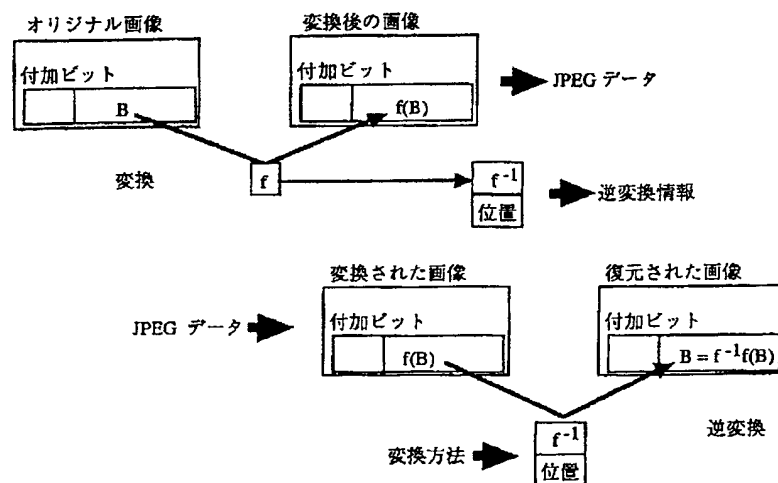 オリジナル画像
変換後の画像
付加ビット
付加ビット
B
f(B)
JPEG データ
変換
f
f-1
位置
逆変換情報
変換された画像
復元された画像
JPEG データ
付加ビット
付加ビット
f(B)
B = f-1f(B)
変換方法
f-1
位置
逆変換